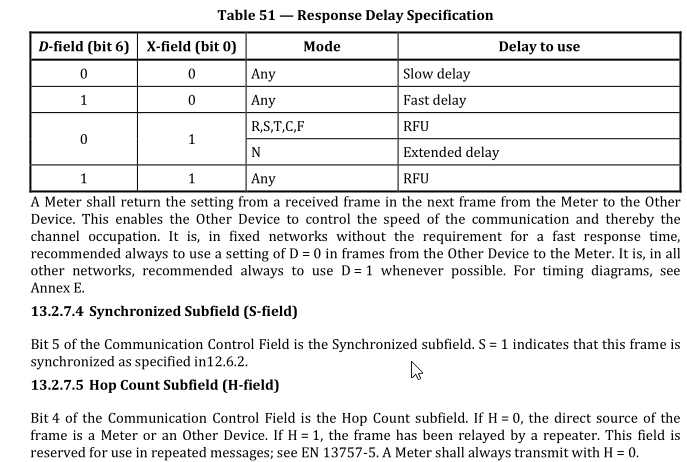 Table 51 — Response Delay Specification
D-field (bit 6) X-field (bit 0) Mode Delay to use
0 0 Any Slow delay
1 0 Any Fast delay
0 1 R,S,T,C,F RFU
N Extended delay
1 1 Any RFU
A Meter shall return the setting from a received frame in the next frame from the Meter to the Other
Device. This enables the Other Device to control the speed of the communication and thereby the
channel occupation. It is, in fixed networks without the requirement for a fast response time,
recommended always to use a setting of D = 0 in frames from the Other Device to the Meter. It is, in all
other networks, recommended always to use D = 1 whenever possible. For timing diagrams, see
Annex E.
13.2.7.4 Synchronized Subfield (S-field)
Bit 5 of the Communication Control Field is the Synchronized subfield. S = 1 indicates that this frame is
synchronized as specified in12.6.2.
13.2.7.5 Hop Count Subfield (H-field)
Bit 4 of the Communication Control Field is the Hop Count subfield. If H = 0, the direct source of the
frame is a Meter or an Other Device. If H = 1, the frame has been relayed by a repeater. This field is
reserved for use in repeated messages; see EN 13757-5. A Meter shall always transmit with H = 0.